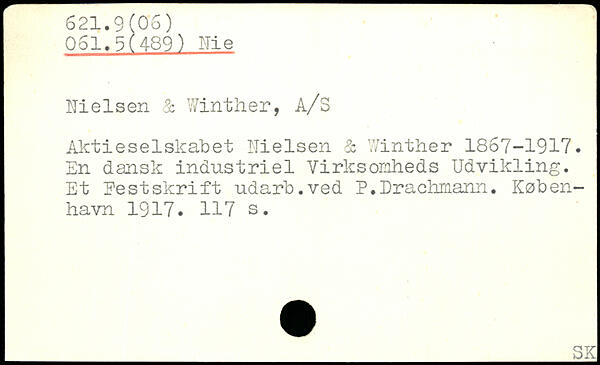 621.9(06)
061.5(489) Nie
Nielsen & Winther, A/S
Aktieselskabet Nielsen & Winther 1867-1917.
En dansk industriel Virksomheds Udvikling.
Et Festskrift udarb.ved P.Drachmann. Køben-
havn 1917. 117 s.
SK